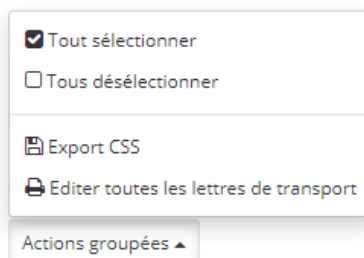 Tout sélectionner
Tous désélectionner
Export CSS
Editer toutes les lettres de transport
Actions groupées